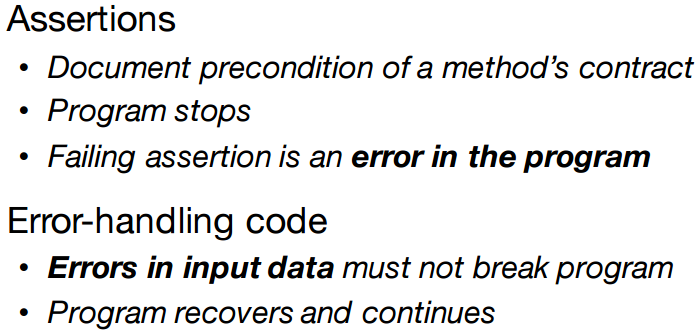 Assertions
• Document precondition of a method's contract
• Program stops
• Failing assertion is an error in the program
Error-handling code
• Errors in input data must not break program
• Program recovers and continues